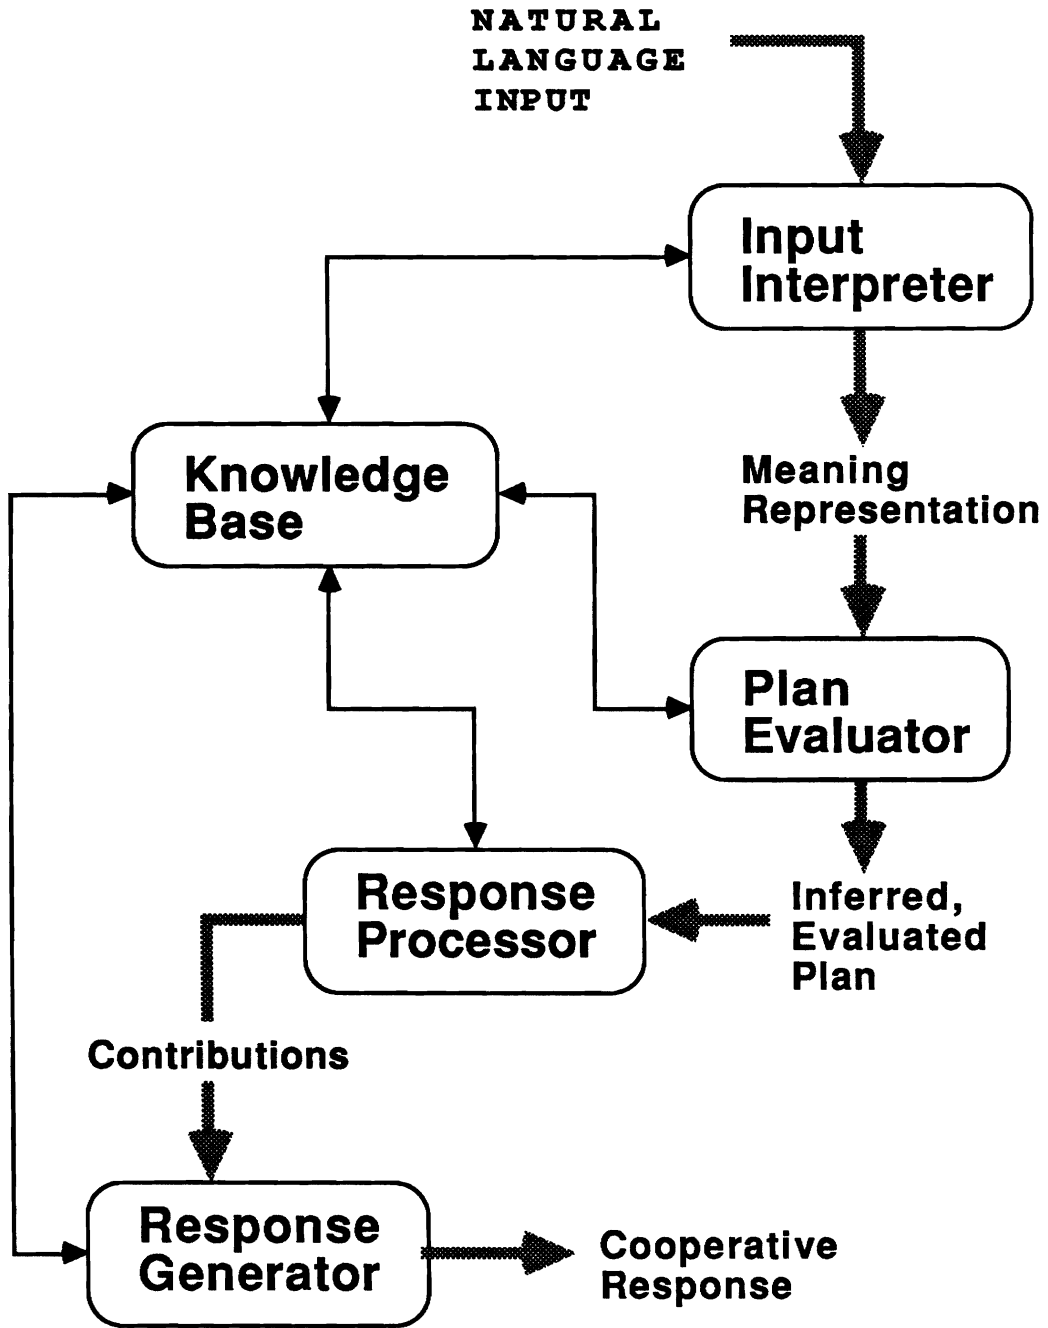 NATURAL
LANGUAGE
INPUT
Input
Interpreter
Knowledge
Base
Meaning
Representation
Plan
Evaluator
Response
Processor
Inferred,
Evaluated
Plan
Contributions
Response
Generator
Cooperative
Response